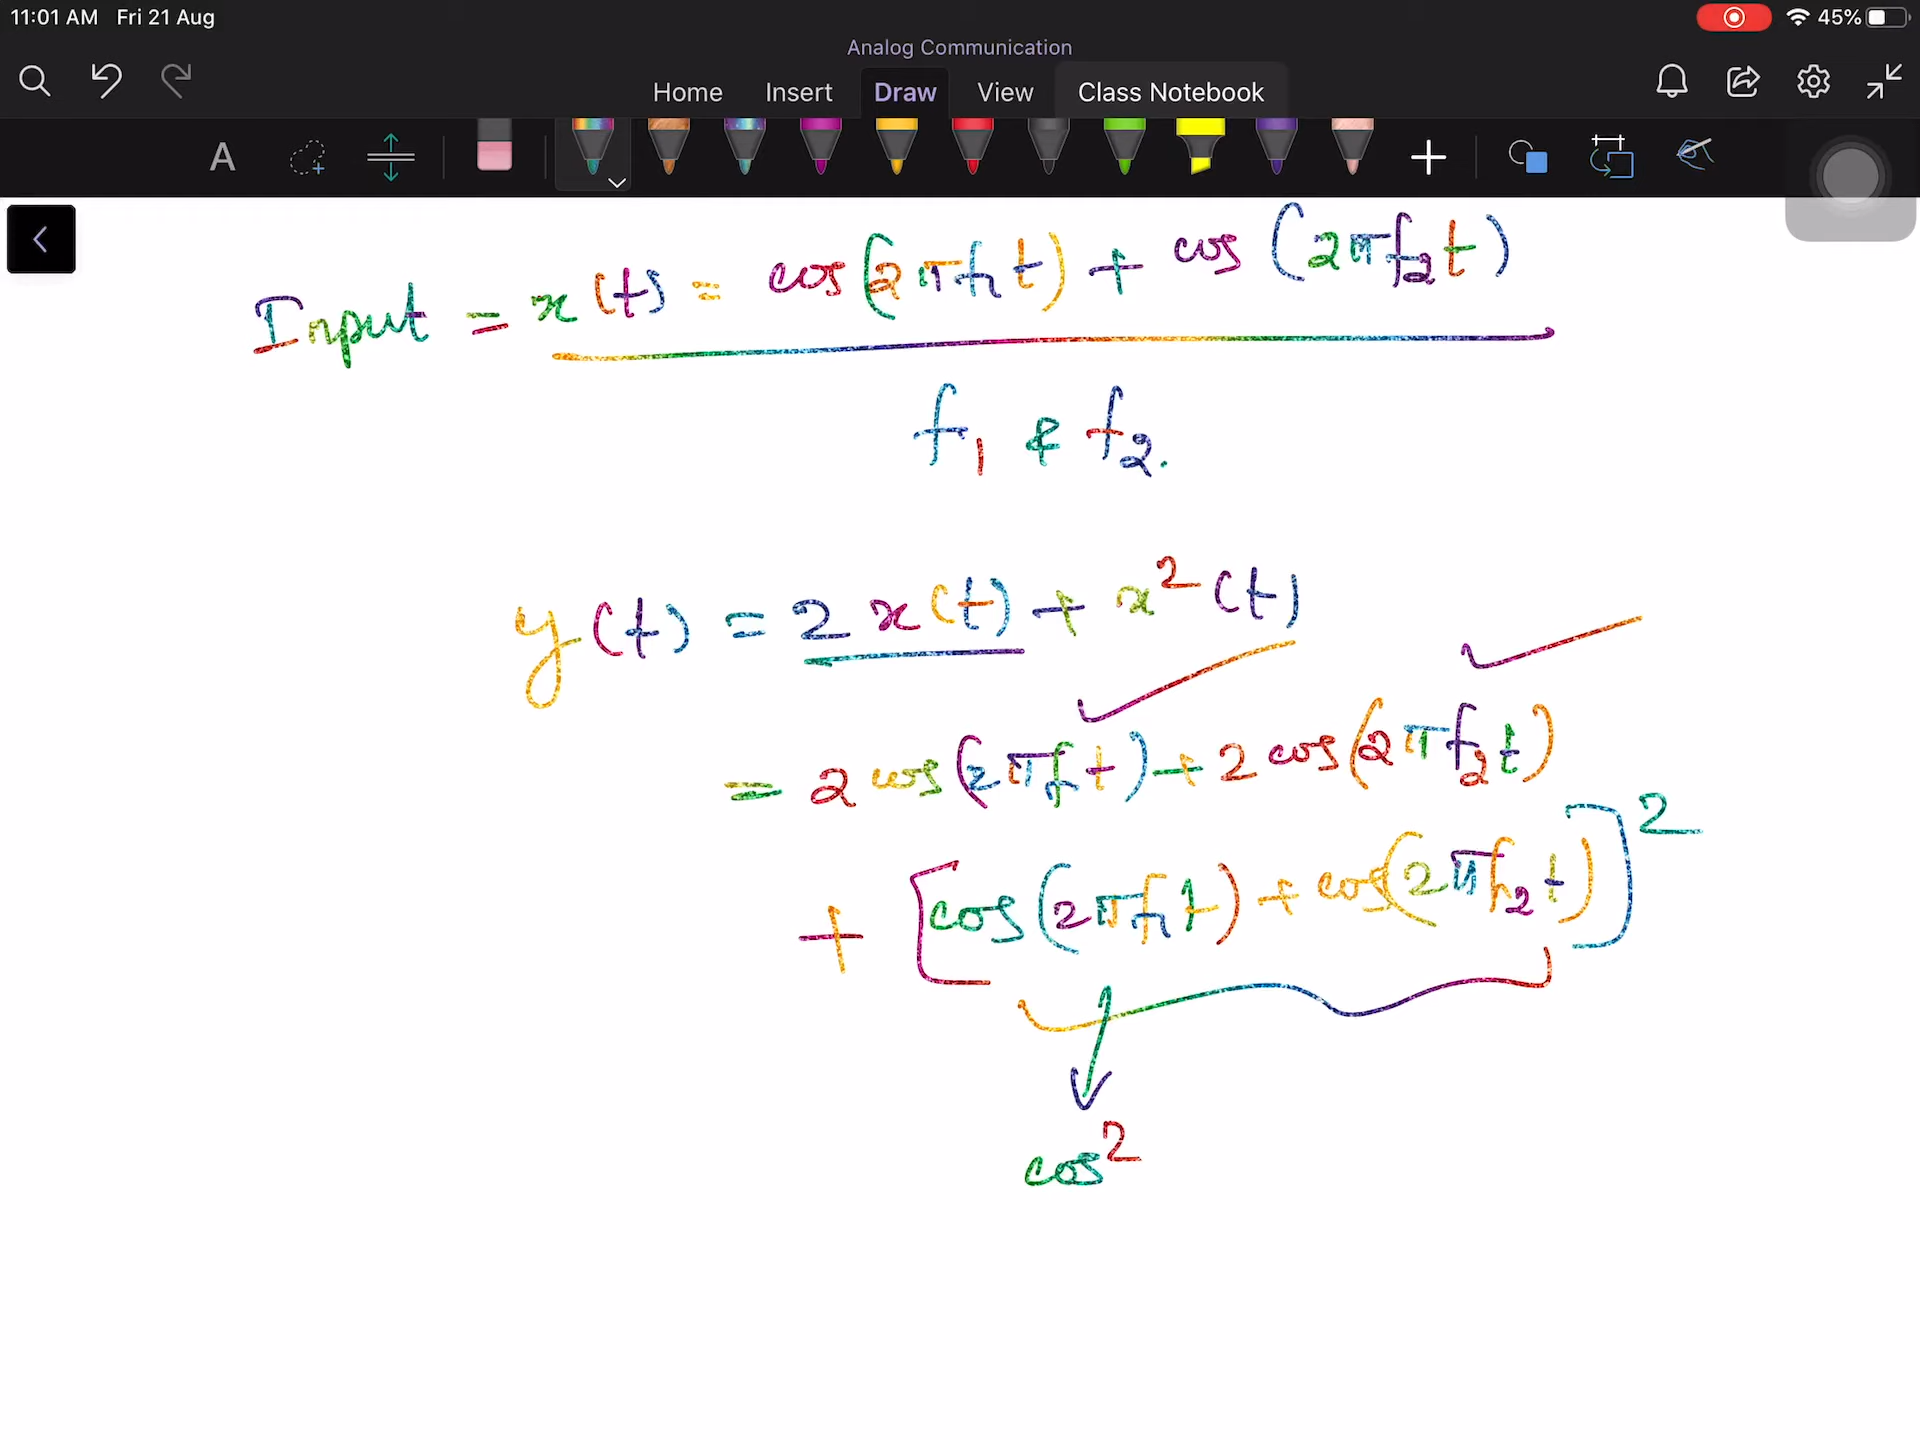 11:01 AM Fri 21 Aug
45%
Analog Communication
Home Insert Draw View Class Notebook
A
Input = x(t) = cos(2πf₁t) + cos(2πf₂t)
f₁ & f₂.
y(t) = 2x(t) + x²(t)
= 2cos(2πf₁t) + 2cos(2πf₂t)
+ [cos(2πf₁t) + cos(2πf₂t)]²
cos²